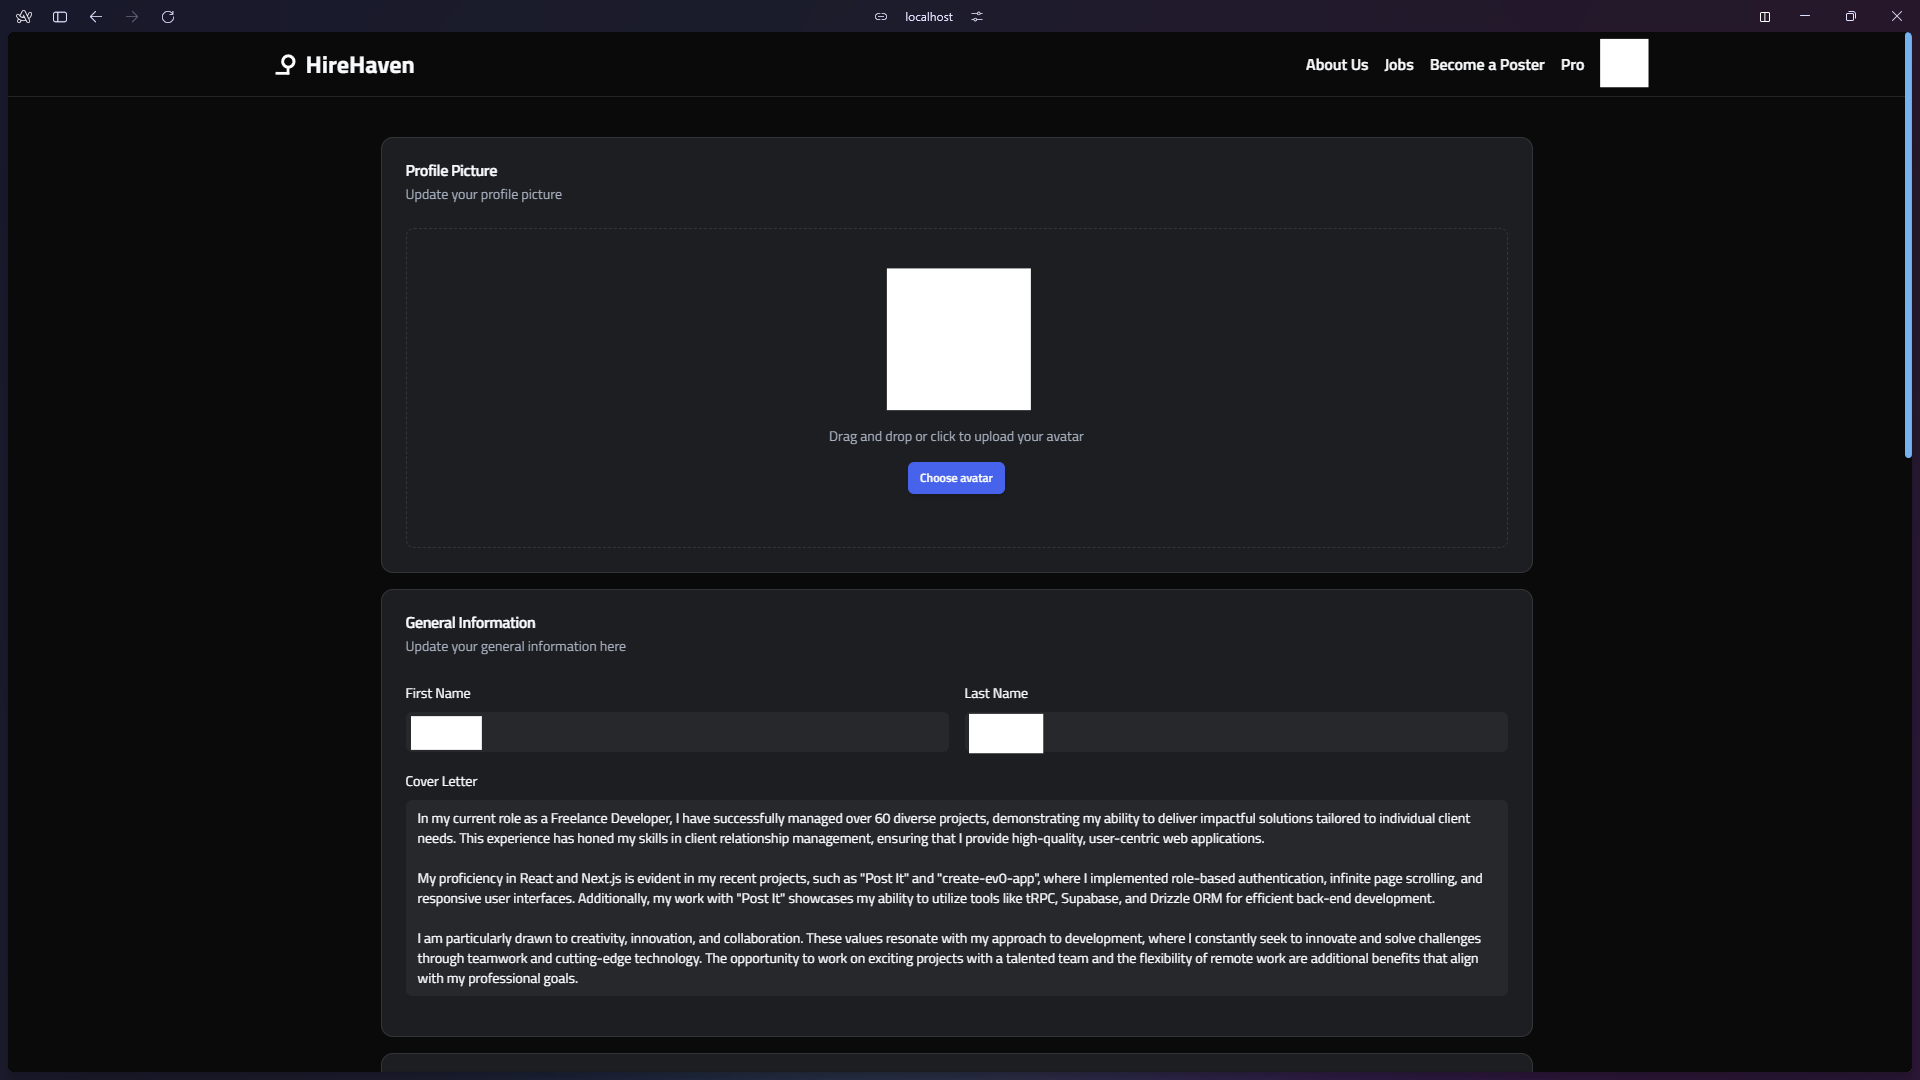 localhost
HireHaven
About Us Jobs Become a Poster Pro
Profile Picture
Update your profile picture
Drag and drop or click to upload your avatar
Choose avatar
General Information
Update your general information here
First Name
Last Name
Cover Letter
In my current role as a Freelance Developer, I have successfully managed over 60 diverse projects, demonstrating my ability to deliver impactful solutions tailored to individual client
needs. This experience has honed my skills in client relationship management, ensuring that I provide high-quality, user-centric web applications.
My proficiency in React and Next.js is evident in my recent projects, such as "Post It" and "create-ev0-app", where I implemented role-based authentication, infinite page scrolling, and
responsive user interfaces. Additionally, my work with "Post It" showcases my ability to utilize tools like tRPC, Supabase, and Drizzle ORM for efficient back-end development.
I am particularly drawn to creativity, innovation, and collaboration. These values resonate with my approach to development, where I constantly seek to innovate and solve challenges
through teamwork and cutting-edge technology. The opportunity to work on exciting projects with a talented team and the flexibility of remote work are additional benefits that align
with my professional goals.